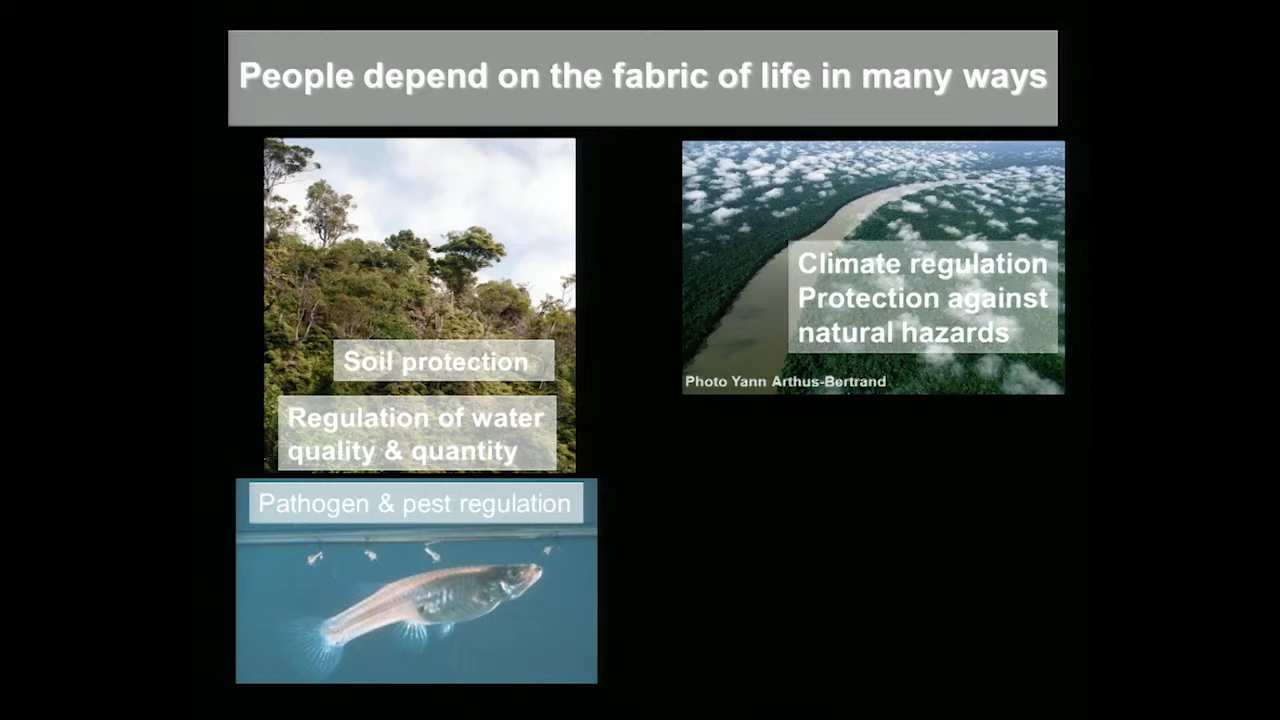 People depend on the fabric of life in many ways
Soil protection
Regulation of water
quality & quantity
Climate regulation
Protection against
natural hazards
Photo Yann Arthus-Bertrand
Pathogen & pest regulation